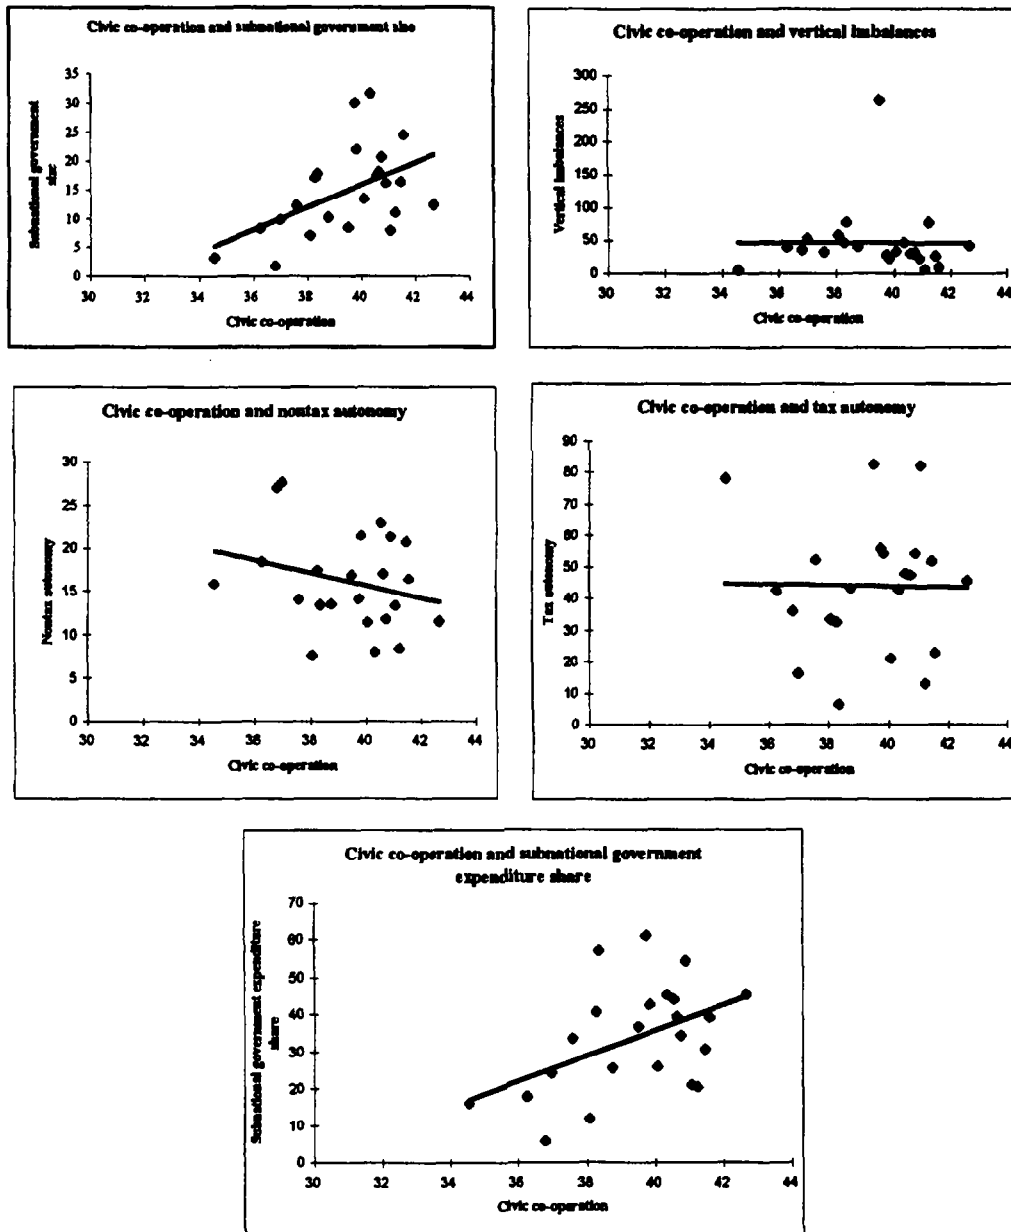 Civic co-operation and subnational government size
Subnational government
size
35
30
25
20
15
10
5
0
30 32 34 36 38 40 42 44
Civic co-operation
Civic co-operation and vertical imbalances
Vertical imbalances
300
250
200
150
100
50
0
30 32 34 36 38 40 42 44
Civic co-operation
Civic co-operation and nontax autonomy
Nontax autonomy
30
25
20
15
10
5
0
30 32 34 36 38 40 42 44
Civic co-operation
Civic co-operation and tax autonomy
Tax autonomy
90
80
70
60
50
40
30
20
10
0
30 32 34 36 38 40 42 44
Civic co-operation
Civic co-operation and subnational government
expenditure share
Subnational government expenditure
share
70
60
50
40
30
20
10
0
30 32 34 36 38 40 42 44
Civic co-operation